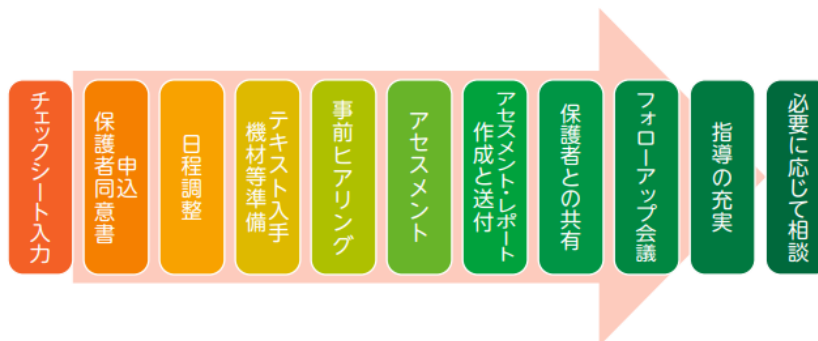 チェックシート入力
申込
保護者同意書
日程調整
テキスト入手
機材等準備
事前ヒアリング
アセスメント
アセスメント・レポート
作成と送付
保護者との共有
フォローアップ会議
指導の充実
必要に応じて相談